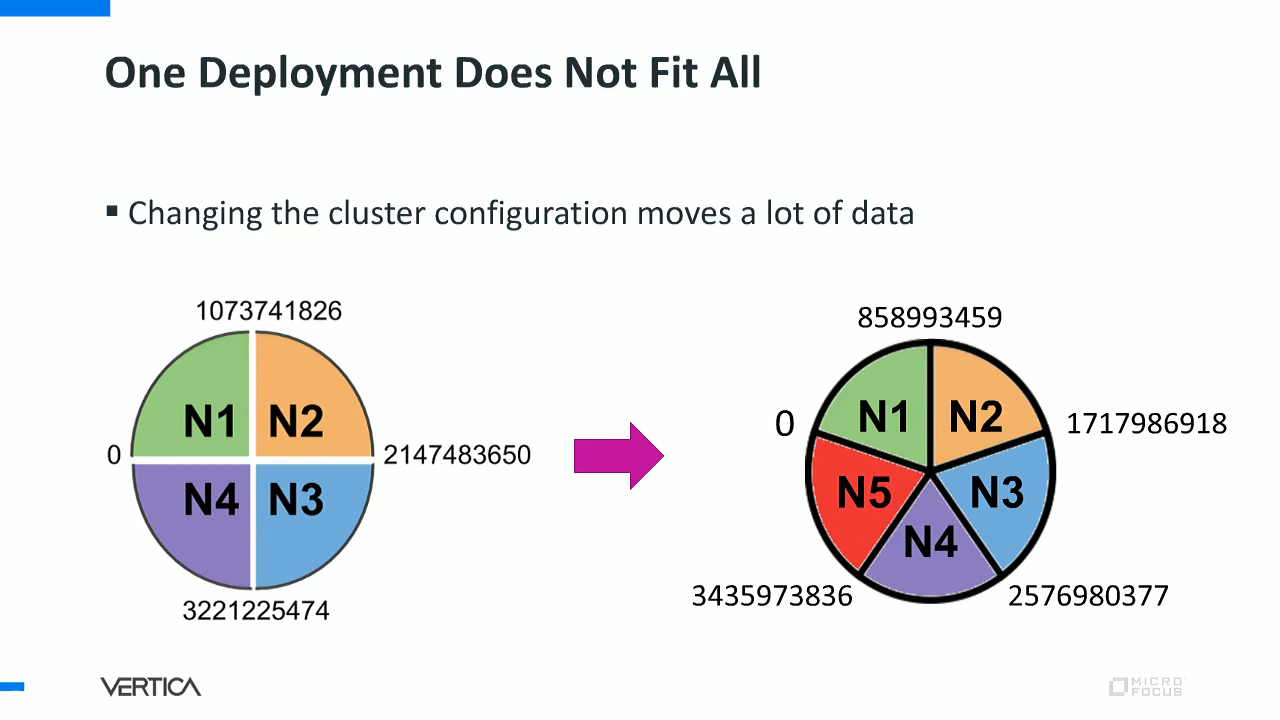 One Deployment Does Not Fit All
▪ Changing the cluster configuration moves a lot of data
1073741826
N1 N2
0
2147483650
N4 N3
3221225474
858993459
N1 N2
0
1717986918
N5 N3
N4
3435973836
2576980377
VERTICA
MICRO
FOCUS